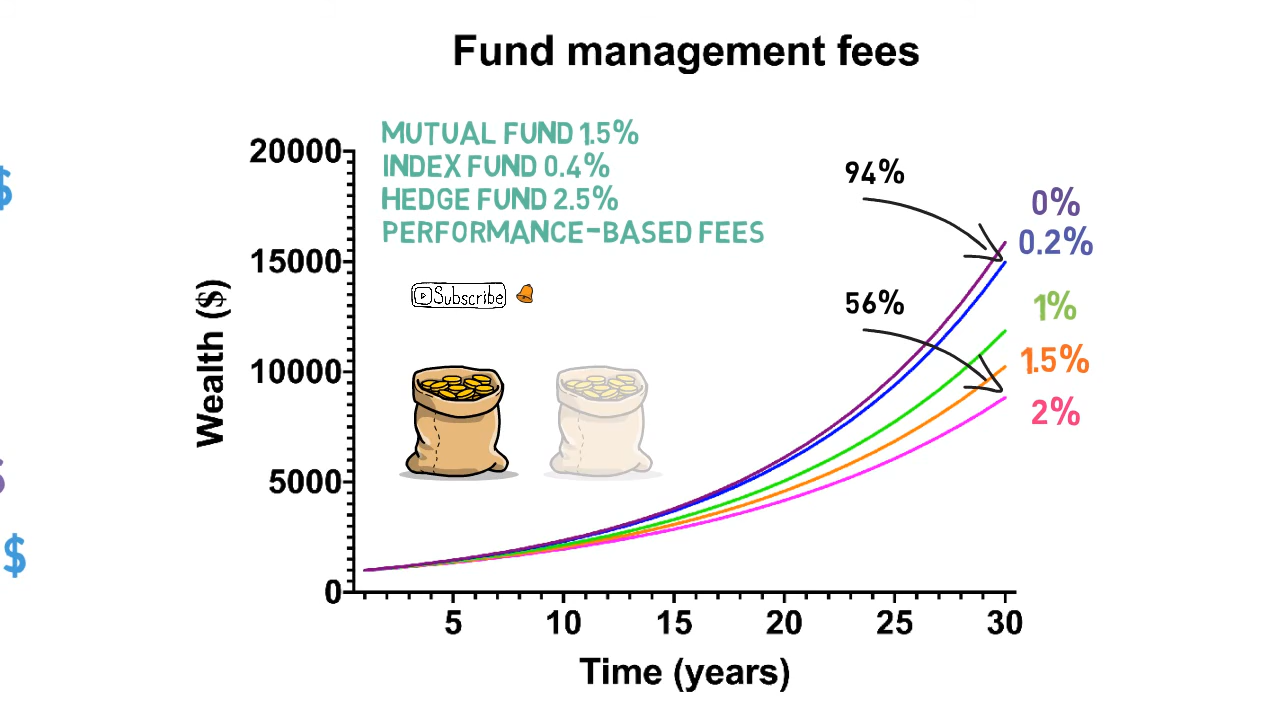 Fund management fees
$
MUTUAL FUND 1.5%
INDEX FUND 0.4%
HEDGE FUND 2.5%
PERFORMANCE-BASED FEES
Subscribe
94%
56%
0%
0.2%
1%
1.5%
2%
Wealth ($)
20000
15000
10000
5000
0
5
10
15
20
25
30
Time (years)
$